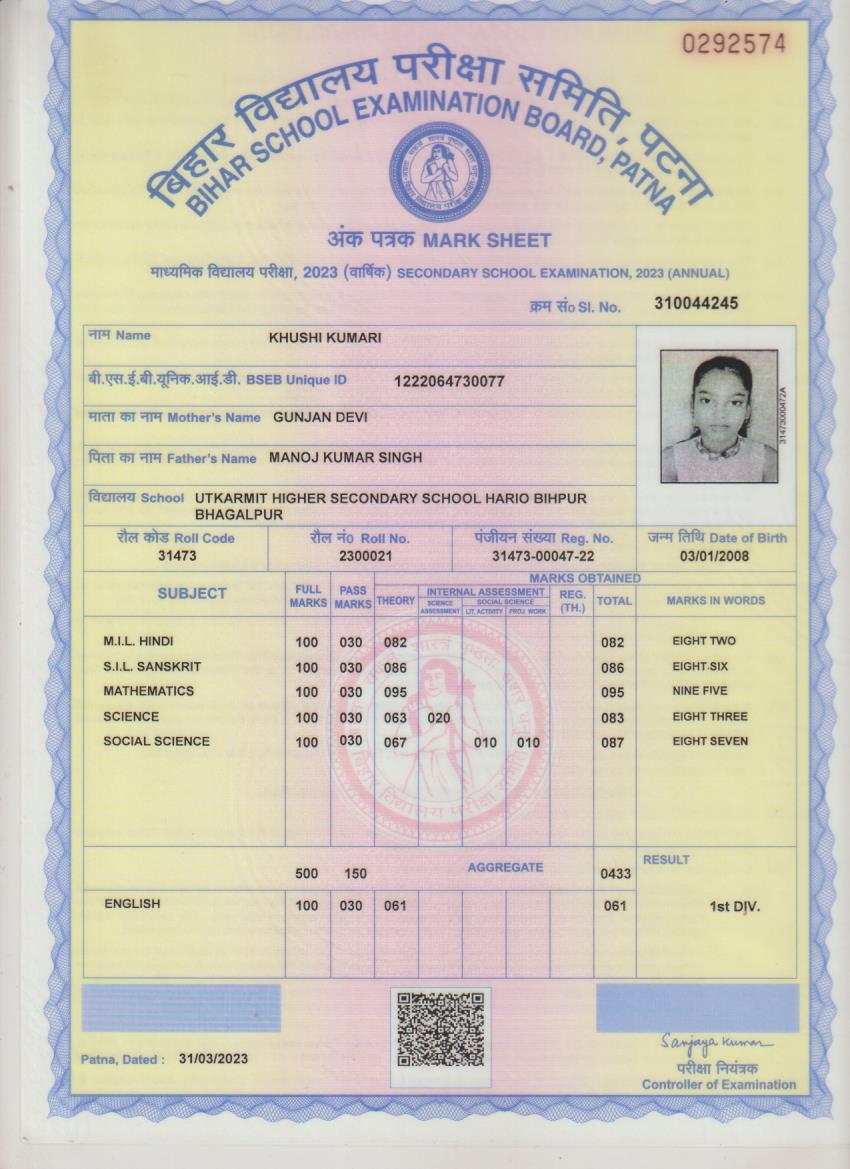 0292574
बिहार विद्यालय परीक्षा समिति, पटना
BIHAR SCHOOL EXAMINATION BOARD, PATNA
अंक पत्रक MARK SHEET
माध्यमिक विद्यालय परीक्षा, 2023 (वार्षिक) SECONDARY SCHOOL EXAMINATION, 2023 (ANNUAL)
क्रम सं० Sl. No. 310044245
नाम Name KHUSHI KUMARI
बी.एस.ई.बी.यूनिक.आई.डी. BSEB Unique ID 1222064730077
माता का नाम Mother's Name GUNJAN DEVI
पिता का नाम Father's Name MANOJ KUMAR SINGH
31473000472A
विद्यालय School UTKARMIT HIGHER SECONDARY SCHOOL HARIO BIHPUR
BHAGALPUR
रौल कोड Roll Code रौल नं० Roll No. पंजीयन संख्या Reg. No. जन्म तिथि Date of Birth
31473 2300021 31473-00047-22 03/01/2008
SUBJECT FULL MARKS PASS MARKS MARKS OBTAINED
THEORY INTERNAL ASSESSMENT REG. (TH.) TOTAL MARKS IN WORDS
SCIENCE ASSESSMENT SOCIAL SCIENCE
LIT. ACTIVITY PROJ. WORK
M.I.L. HINDI 100 030 082 082 EIGHT TWO
S.I.L. SANSKRIT 100 030 086 086 EIGHT SIX
MATHEMATICS 100 030 095 095 NINE FIVE
SCIENCE 100 030 063 020 083 EIGHT THREE
SOCIAL SCIENCE 100 030 067 010 010 087 EIGHT SEVEN
500 150 AGGREGATE 0433 RESULT
ENGLISH 100 030 061 061 1st DIV.
Patna, Dated : 31/03/2023
Sanjaya Kumar
परीक्षा नियंत्रक
Controller of Examination